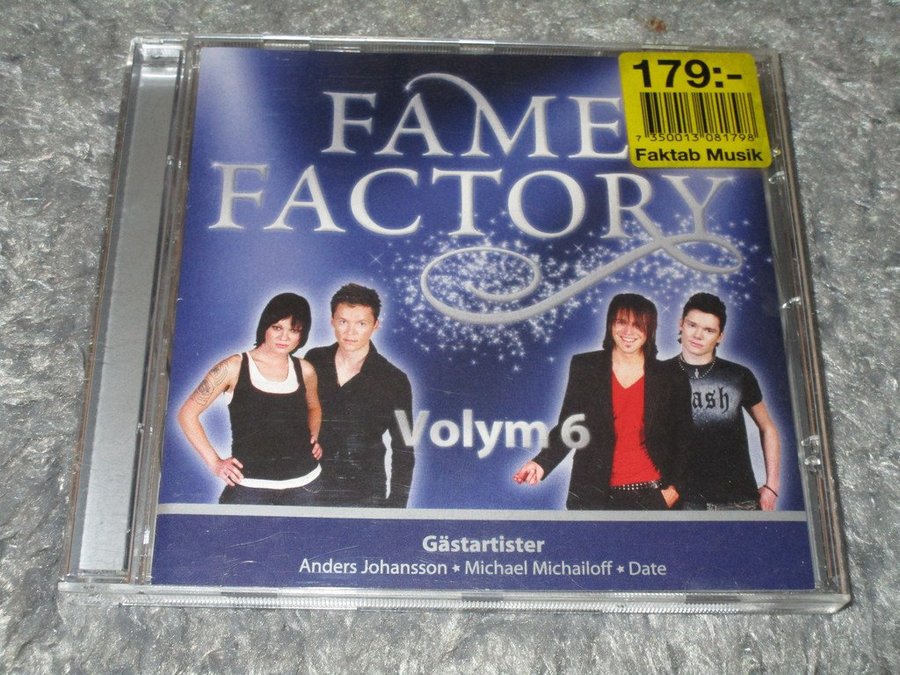 FAME
FACTORY
179:-
7 350013 081798
Faktab Musik
ash
Volym 6
Gästartister
Anders Johansson ★ Michael Michailoff ★ Date